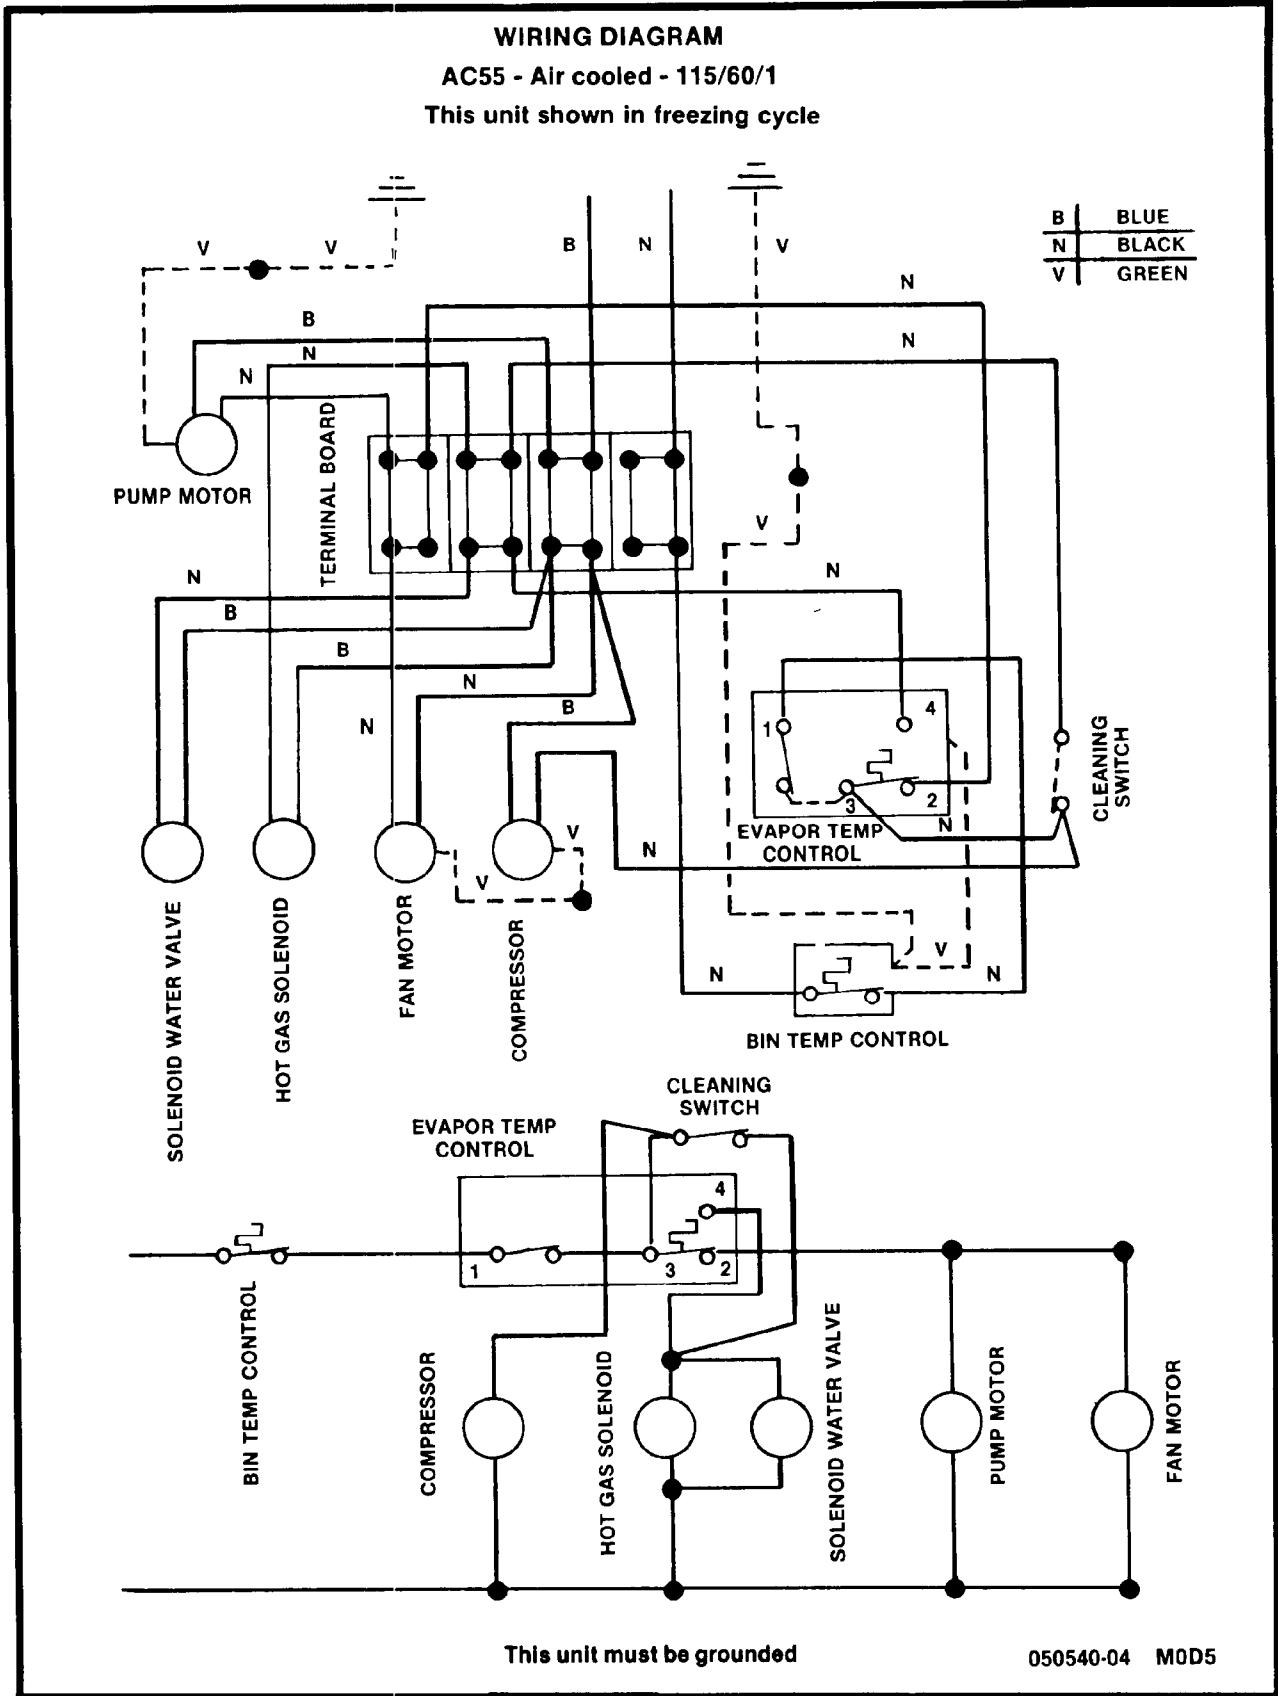 WIRING DIAGRAM
AC55 - Air cooled - 115/60/1
This unit shown in freezing cycle
B BLUE
N BLACK
V GREEN
V V
B N V
N
B
N
N
N
TERMINAL BOARD
PUMP MOTOR
V
N
N
B
B
N
B
N
4
1
3
2
EVAPOR TEMP
CONTROL
N
CLEANING
SWITCH
V
V
N
SOLENOID WATER VALVE
HOT GAS SOLENOID
FAN MOTOR
COMPRESSOR
V
N
N
BIN TEMP CONTROL
CLEANING
SWITCH
EVAPOR TEMP
CONTROL
4
1
3
2
BIN TEMP CONTROL
COMPRESSOR
HOT GAS SOLENOID
SOLENOID WATER VALVE
PUMP MOTOR
FAN MOTOR
This unit must be grounded
050540-04 M0D5